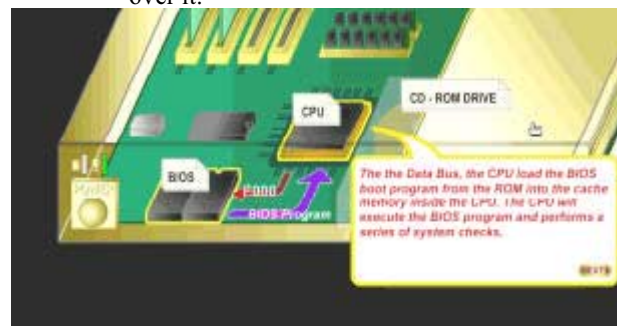 over it.
CD - ROM DRIVE
CPU
BIOS
BIOS Program
The the Data Bus, the CPU load the BIOS
boot program from the ROM into the cache
memory inside the CPU. The CPU will
execute the BIOS program and performs a
series of system checks.